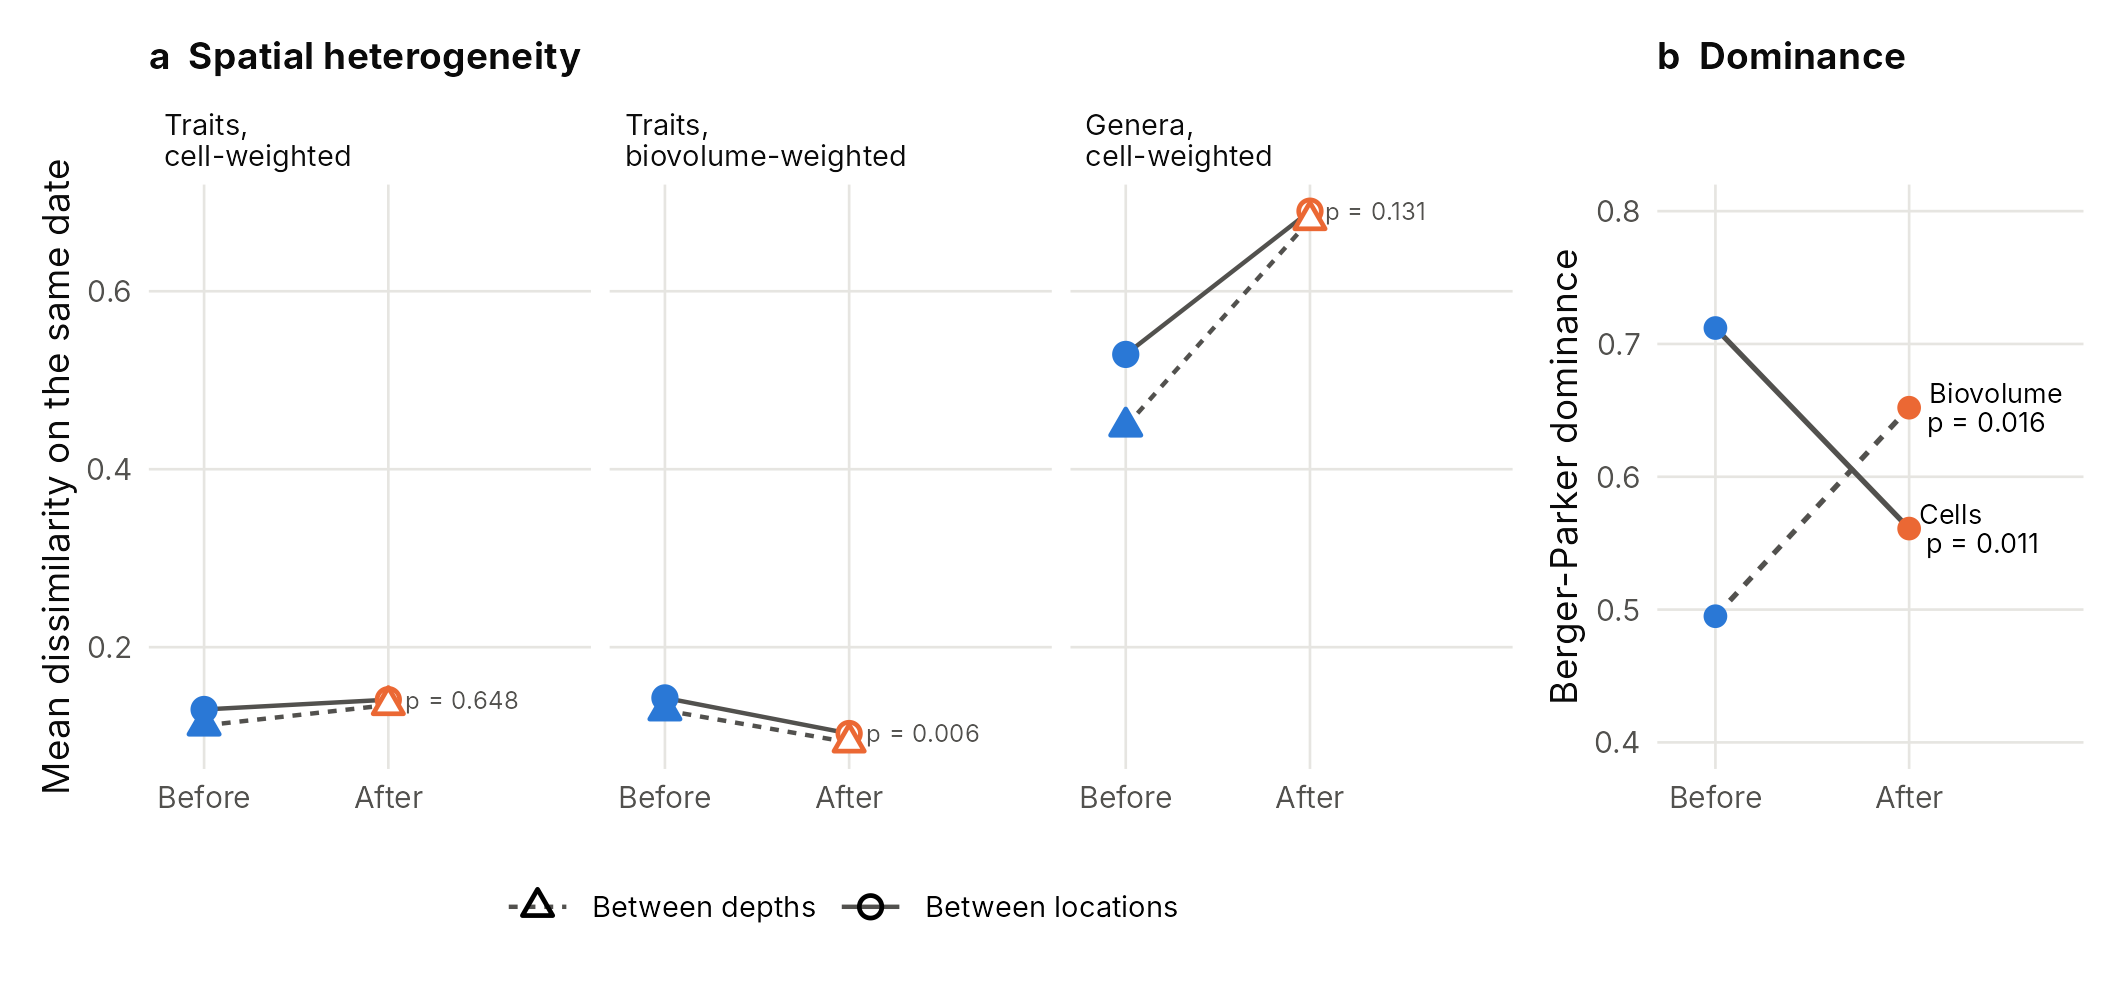 a Spatial heterogeneity
b Dominance
Traits,
cell-weighted
Traits,
biovolume-weighted
Genera,
cell-weighted
Mean dissimilarity on the same date
0.6
0.4
0.2
p = 0.648
p = 0.006
p = 0.131
Before
After
Before
After
Before
After
Berger-Parker dominance
0.8
0.7
0.6
0.5
0.4
Biovolume
p = 0.016
Cells
p = 0.011
Before
After
Between depths
Between locations